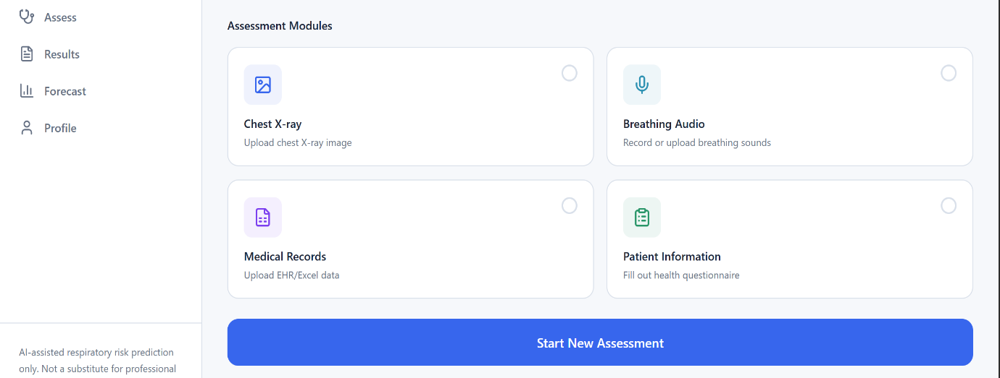 Assess
Results
Forecast
Profile
AI-assisted respiratory risk prediction
only. Not a substitute for professional
Assessment Modules
Chest X-ray
Upload chest X-ray image
Breathing Audio
Record or upload breathing sounds
Medical Records
Upload EHR/Excel data
Patient Information
Fill out health questionnaire
Start New Assessment